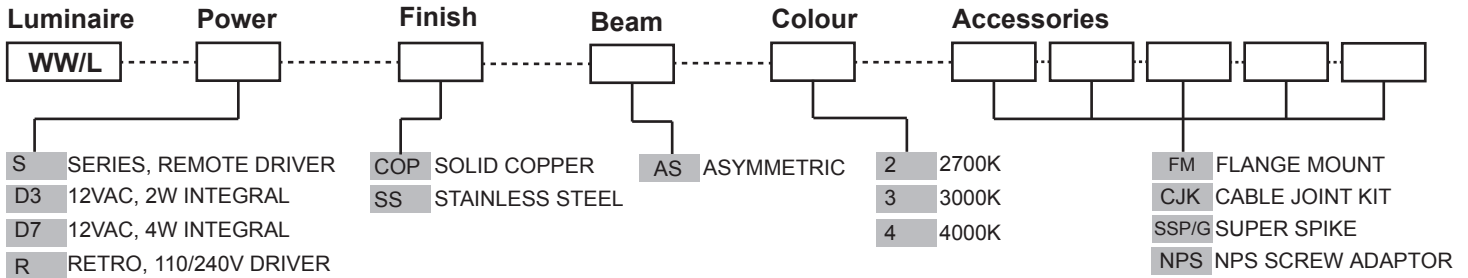 Luminaire Power Finish Beam Colour Accessories
WW/L
S SERIES, REMOTE DRIVER COP SOLID COPPER AS ASYMMETRIC 2 2700K FM FLANGE MOUNT
D3 12VAC, 2W INTEGRAL SS STAINLESS STEEL 3 3000K CJK CABLE JOINT KIT
D7 12VAC, 4W INTEGRAL 4 4000K SSP/G SUPER SPIKE
R RETRO, 110/240V DRIVER NPS NPS SCREW ADAPTOR